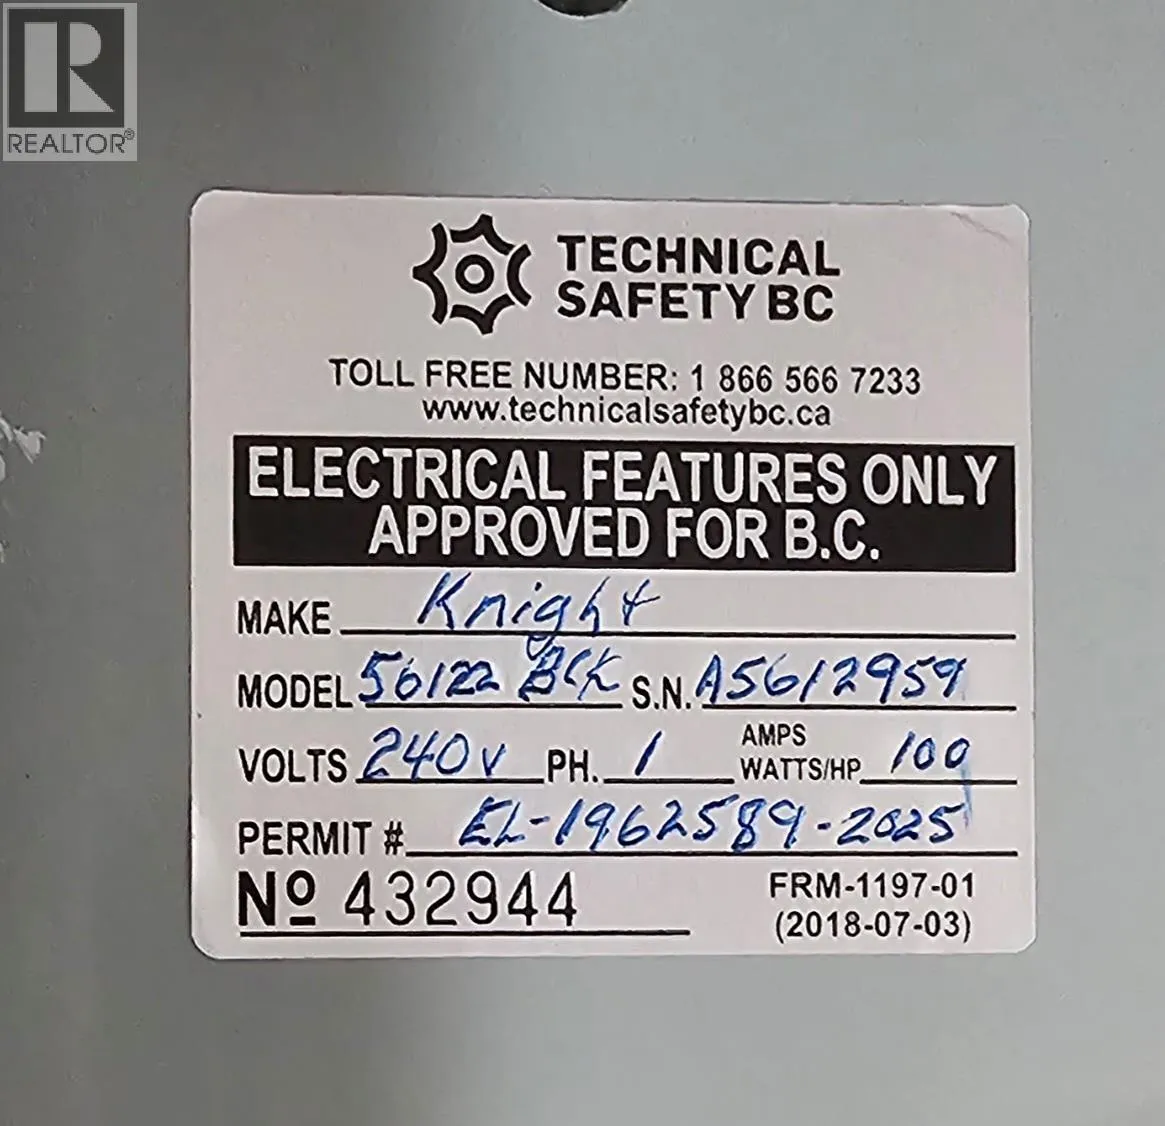 REALTOR®
TECHNICAL
SAFETY BC
TOLL FREE NUMBER: 1 866 566 7233
www.technicalsafetybc.ca
ELECTRICAL FEATURES ONLY
APPROVED FOR B.C.
MAKE Knight
MODEL 56122 BCK S.N. A5612959
VOLTS 240V PH. 1 AMPS WATTS/HP 100
PERMIT # EL-1962589-2025
Nº 432944
FRM-1197-01
(2018-07-03)